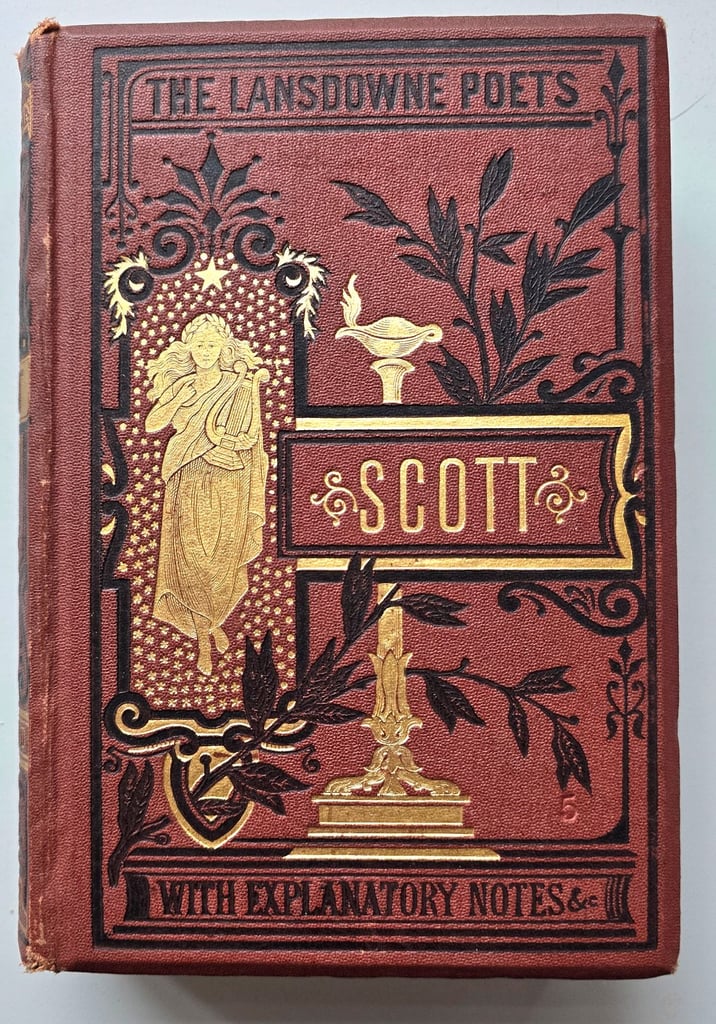 THE LANSDOWNE POETS
SCOTT
5
WITH EXPLANATORY NOTES &c